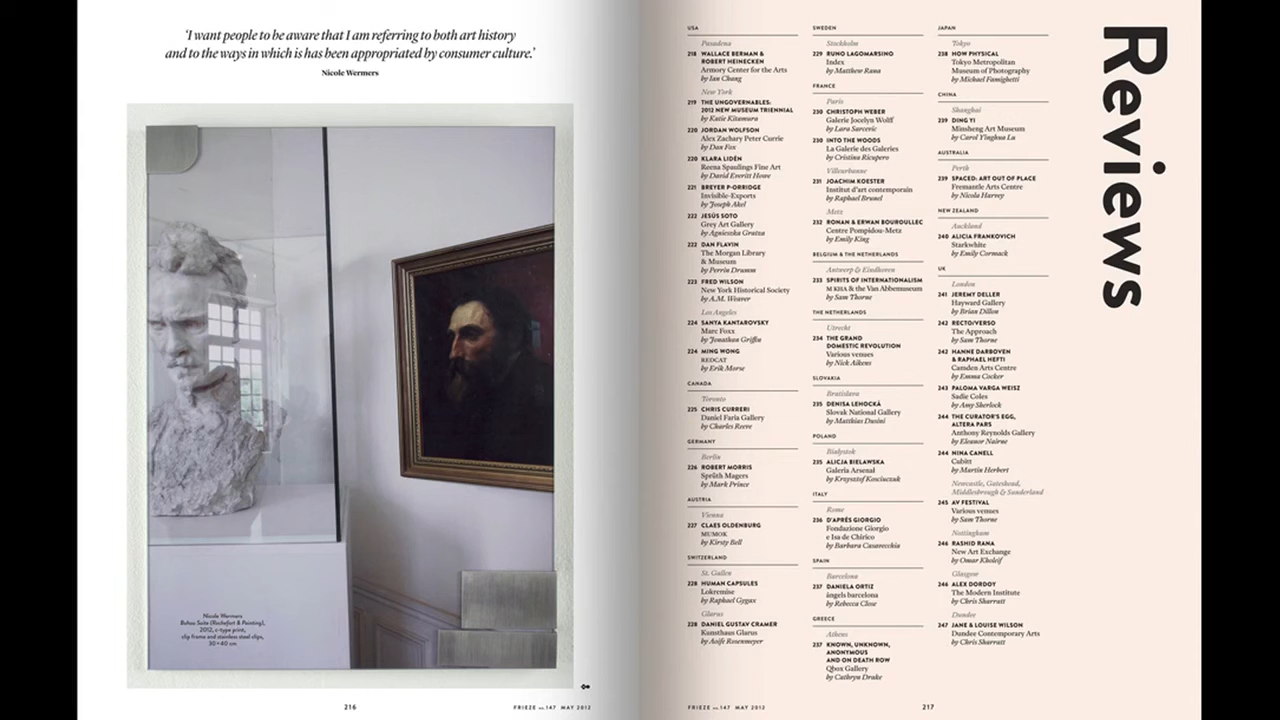 ‘I want people to be aware that I am referring to both art history
and to the ways in which is has been appropriated by consumer culture.’
Nicole Wermers
Nicole Wermers
Buhou Suite (Rochefort & Painting),
2012, c-type print,
clip-frame and stainless steel clips,
30 × 40 cm
216
FRIEZE no.147 MAY 2012
USA
Pasadena
218 WALLACE BERMAN &
ROBERT HEINECKEN
Armory Center for the Arts
by Ian Chang
New York
219 THE UNGOVERNABLES:
2012 NEW MUSEUM TRIENNIAL
by Katie Kitamura
220 JORDAN WOLFSON
Alex Zachary Peter Currie
by Dan Fox
220 KLARA LIDÉN
Reena Spaulings Fine Art
by David Everitt Howe
221 BREYER P-ORRIDGE
Invisible-Exports
by Joseph Akel
222 JESÚS SOTO
Grey Art Gallery
by Agnieszka Gratza
222 DAN FLAVIN
The Morgan Library
& Museum
by Perrin Drumm
223 FRED WILSON
New York Historical Society
by A.M. Weaver
Los Angeles
224 SANYA KANTAROVSKY
Marc Foxx
by Jonathan Griffin
224 MING WONG
REDCAT
by Erik Morse
CANADA
Toronto
225 CHRIS CURRERI
Daniel Faria Gallery
by Charles Reeve
GERMANY
Berlin
226 ROBERT MORRIS
Sprüth Magers
by Mark Prince
AUSTRIA
Vienna
227 CLAES OLDENBURG
MUMOK
by Kirsty Bell
SWITZERLAND
St. Gallen
228 HUMAN CAPSULES
Lokremise
by Raphael Gygax
Glarus
228 DANIEL GUSTAV CRAMER
Kunsthaus Glarus
by Aoife Rosenmeyer
SWEDEN
Stockholm
229 RUNO LAGOMARSINO
Index
by Matthew Rana
FRANCE
Paris
230 CHRISTOPH WEBER
Galerie Jocelyn Wolff
by Lara Sarcevic
230 INTO THE WOODS
La Galerie des Galeries
by Cristina Ricupero
Villeurbanne
231 JOACHIM KOESTER
Institut d’art contemporain
by Raphael Brunel
Metz
232 RONAN & ERWAN BOUROULLEC
Centre Pompidou-Metz
by Emily King
BELGIUM & THE NETHERLANDS
Antwerp & Eindhoven
233 SPIRITS OF INTERNATIONALISM
M KHA & the Van Abbemuseum
by Sam Thorne
THE NETHERLANDS
Utrecht
234 THE GRAND
DOMESTIC REVOLUTION
Various venues
by Nick Aikens
SLOVAKIA
Bratislava
235 DENISA LEHOCKÁ
Slovak National Gallery
by Matthias Dusini
POLAND
Białystok
235 ALICJA BIELAWSKA
Galeria Arsenal
by Krzysztof Kosciuczuk
ITALY
Rome
236 D’APRÉS GIORGIO
Fondazione Giorgio
e Isa de Chirico
by Barbara Casavecchia
SPAIN
Barcelona
237 DANIELA ORTIZ
àngels barcelona
by Rebecca Close
GREECE
Athens
237 KNOWN, UNKNOWN,
ANONYMOUS
AND ON DEATH ROW
Qbox Gallery
by Cathryn Drake
JAPAN
Tokyo
238 HOW PHYSICAL
Tokyo Metropolitan
Museum of Photography
by Michael Famighetti
CHINA
Shanghai
239 DING YI
Minsheng Art Museum
by Carol Yinghua Lu
AUSTRALIA
Perth
239 SPACED: ART OUT OF PLACE
Fremantle Arts Centre
by Nicola Harvey
NEW ZEALAND
Auckland
240 ALICIA FRANKOVICH
Starkwhite
by Emily Cormack
UK
London
241 JEREMY DELLER
Hayward Gallery
by Brian Dillon
242 RECTO/VERSO
The Approach
by Sam Thorne
242 HANNE DARBOVEN
& RAPHAEL HEFTI
Camden Arts Centre
by Emma Cocker
243 PALOMA VARGA WEISZ
Sadie Coles
by Amy Sherlock
244 THE CURATOR’S EGG,
ALTERA PARS
Anthony Reynolds Gallery
by Eleanor Nairne
244 NINA CANELL
Cubitt
by Martin Herbert
Newcastle, Gateshead,
Middlesbrough & Sunderland
245 AV FESTIVAL
Various venues
by Sam Thorne
Nottingham
246 RASHID RANA
New Art Exchange
by Omar Kholeif
Glasgow
246 ALEX DORDOY
The Modern Institute
by Chris Sharratt
Dundee
247 JANE & LOUISE WILSON
Dundee Contemporary Arts
by Chris Sharratt
Reviews
FRIEZE no.147 MAY 2012
217